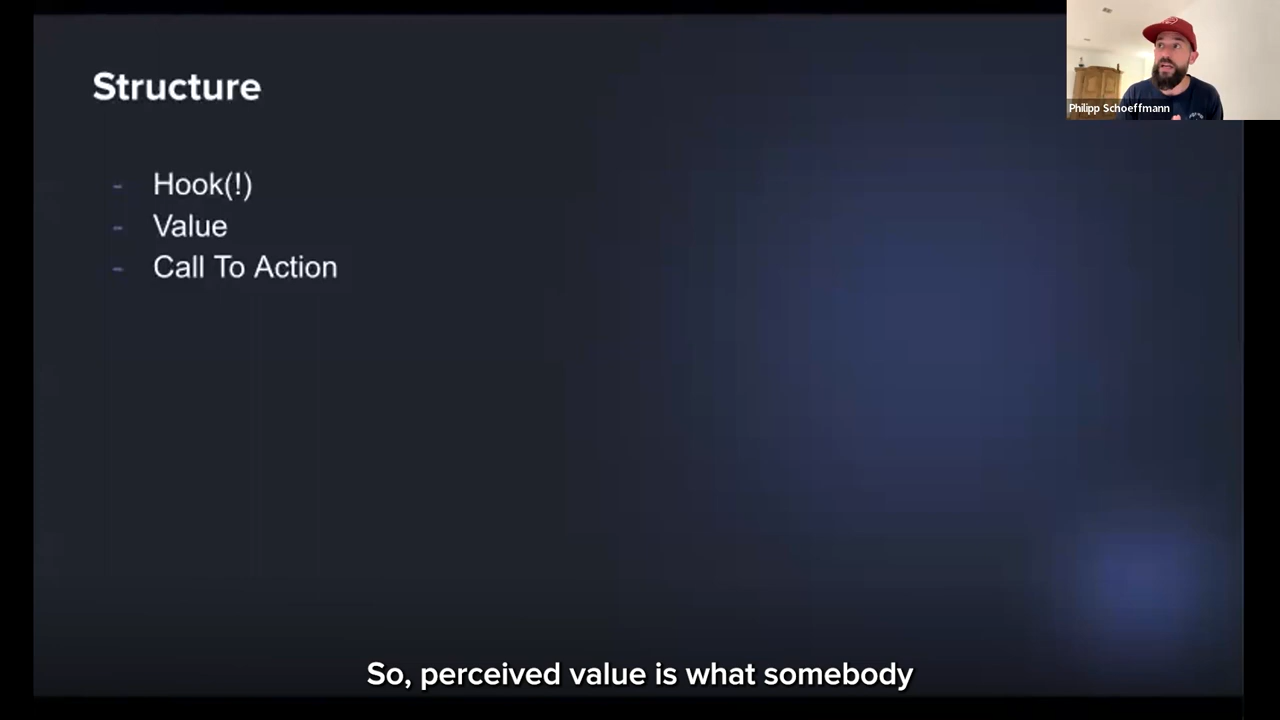 Structure
Philipp Schoeffmann
- Hook(!)
- Value
- Call To Action
So, perceived value is what somebody